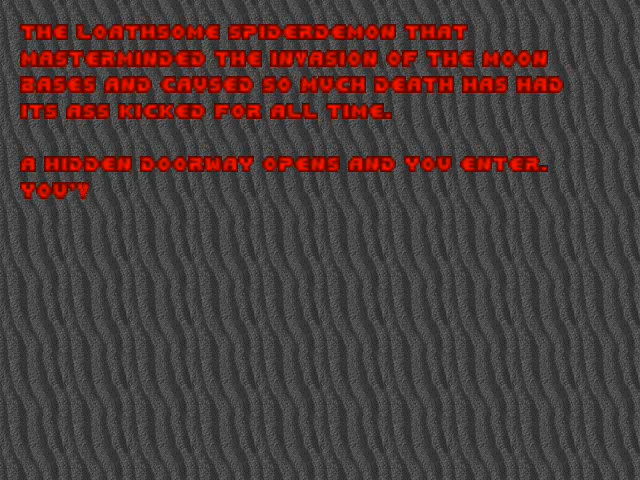 THE LOATHSOME SPIDERDEMON THAT
MASTERMINDED THE INVASION OF THE MOON
BASES AND CAUSED SO MUCH DEATH HAS HAD
ITS ASS KICKED FOR ALL TIME.

A HIDDEN DOORWAY OPENS AND YOU ENTER.
YOU'V